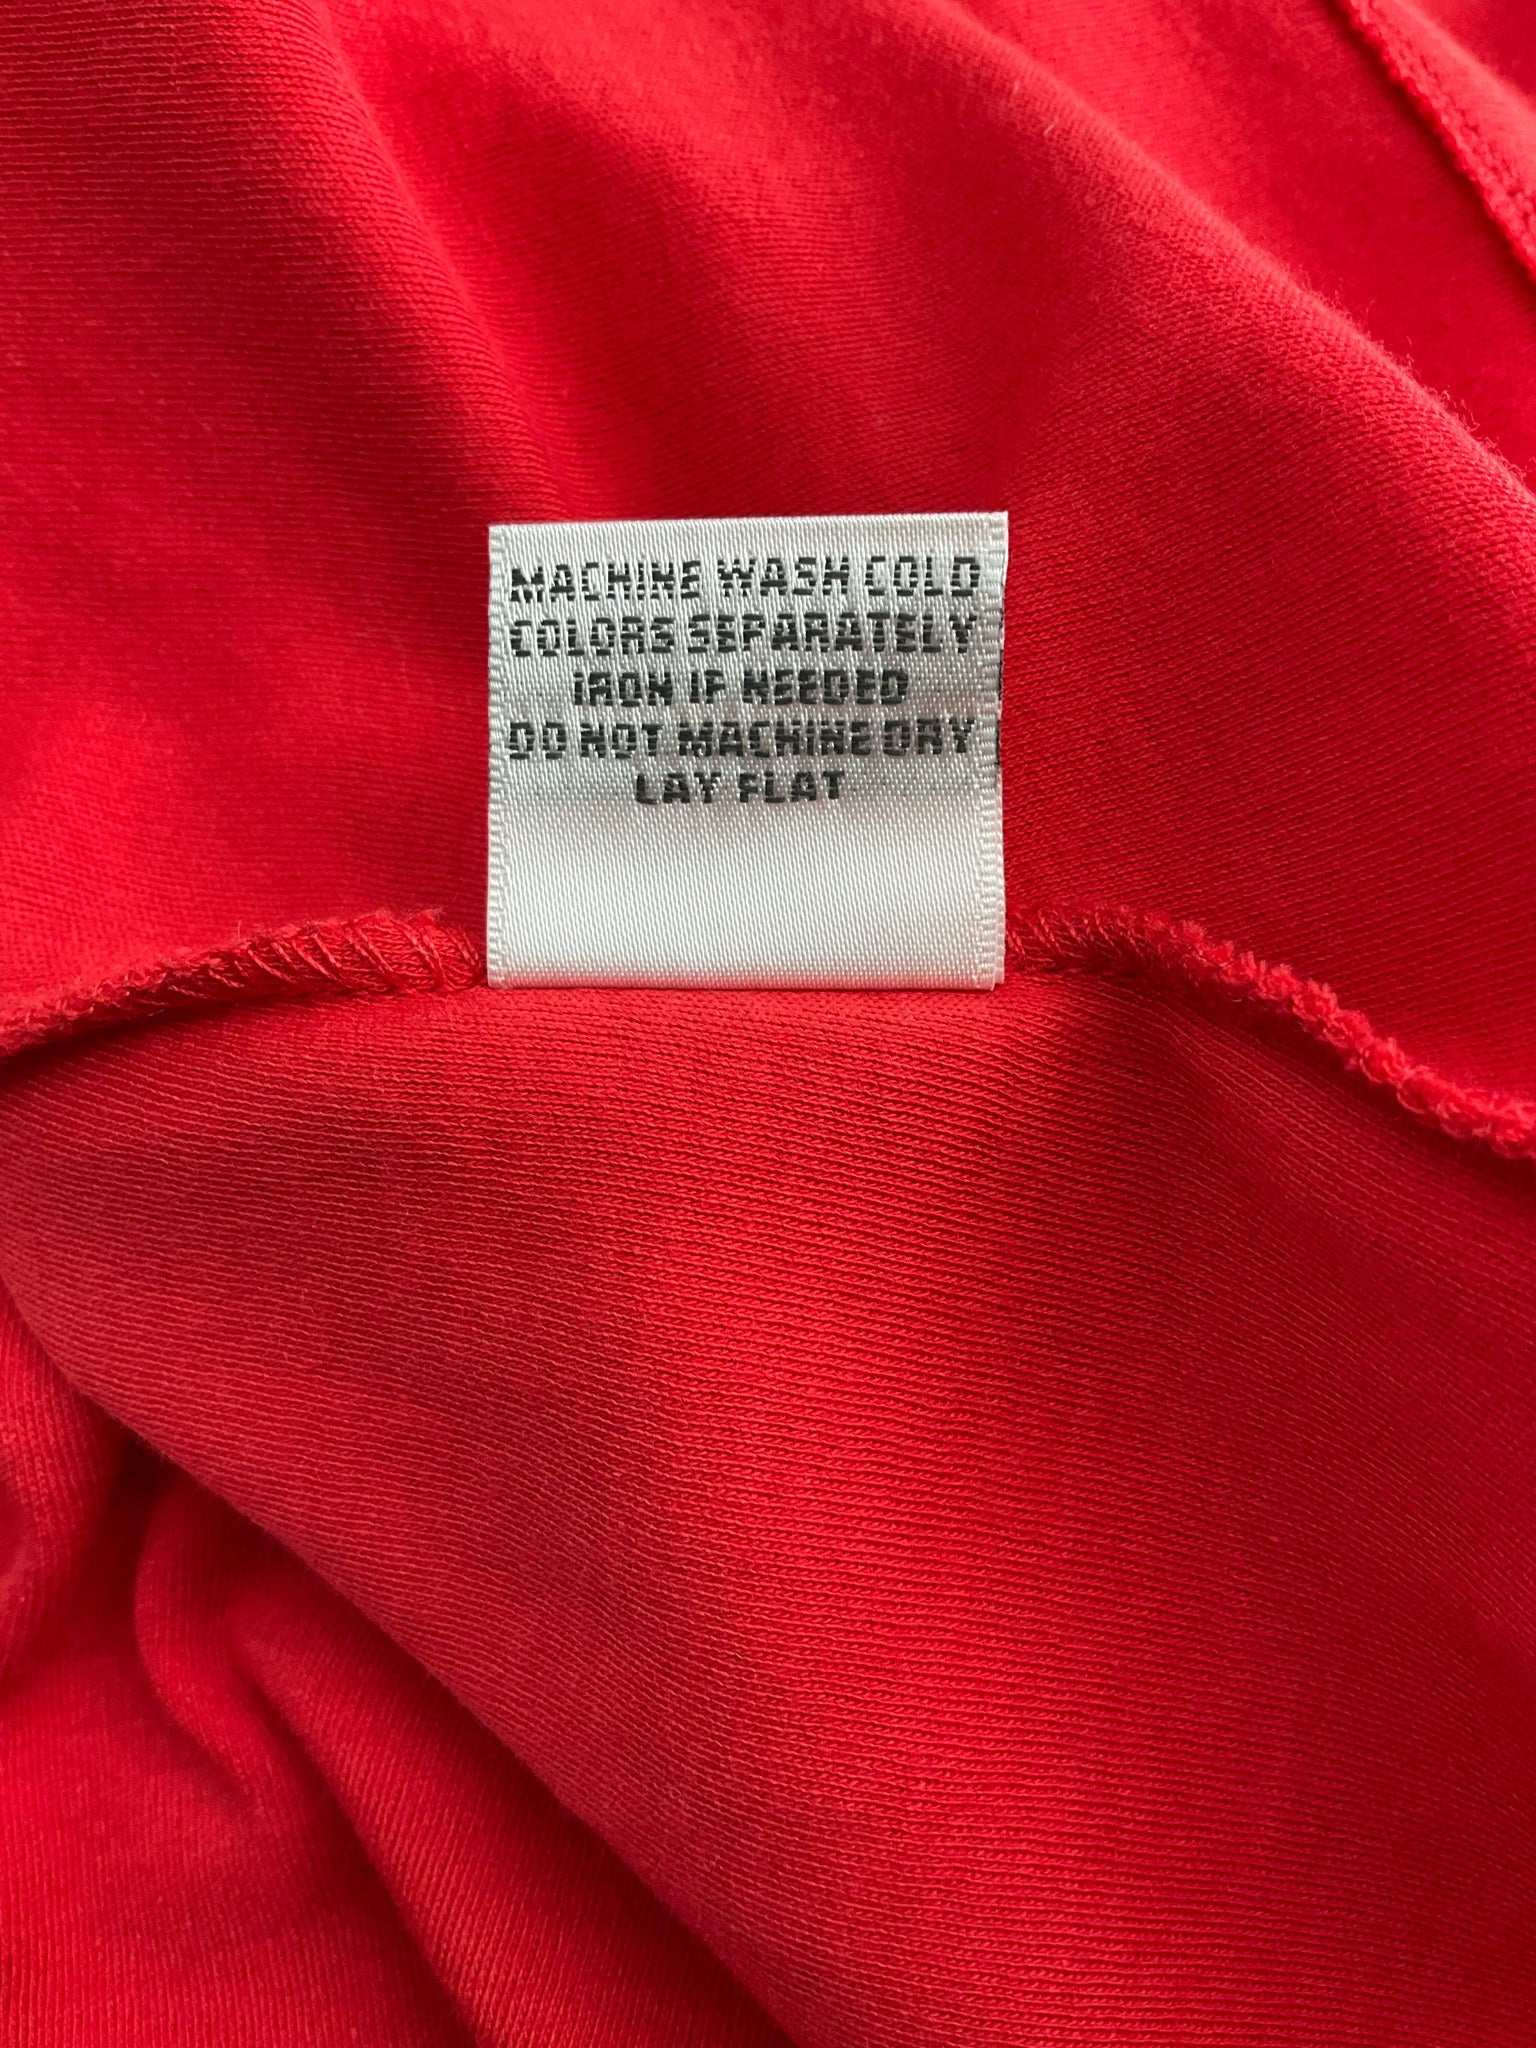 MACHINE WASH COLD
COLORS SEPARATELY
IRON IF NEEDED
DO NOT MACHINE DRY
LAY FLAT